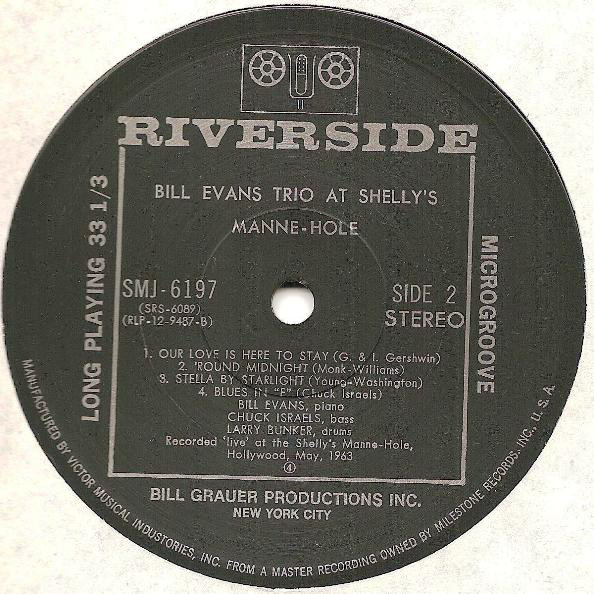 RIVERSIDE
BILL EVANS TRIO AT SHELLY'S
MANNE-HOLE
LONG PLAYING 33 1/3
MICROGROOVE
SMJ-6197
(SRS-6089)
(RLP-12-9487-B)
SIDE 2
STEREO
1. OUR LOVE IS HERE TO STAY (G. & I. Gershwin)
2. 'ROUND MIDNIGHT (Monk-Williams)
3. STELLA BY STARLIGHT (Young-Washington)
4. BLUES IN "F" (Chuck Israels)
BILL EVANS, piano
CHUCK ISRAELS, bass
LARRY BUNKER, drums
Recorded 'live' at the Shelly's Manne-Hole,
Hollywood, May, 1963
④
BILL GRAUER PRODUCTIONS INC.
NEW YORK CITY
MANUFACTURED BY VICTOR MUSICAL INDUSTORIES, INC. FROM A MASTER RECORDING OWNED BY MILESTONE RECORDS. INC., U. S. A.